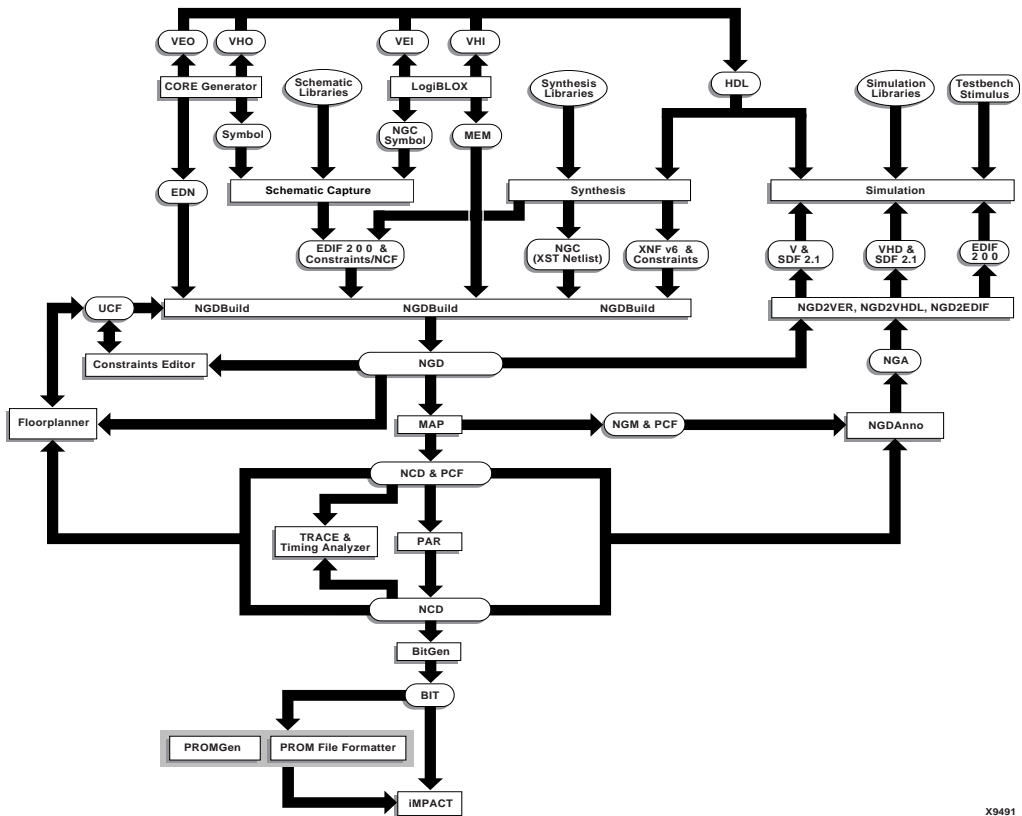 VEO
VHO
VEI
VHI
CORE Generator
Schematic
Libraries
LogiBLOX
Synthesis
Libraries
HDL
Simulation
Libraries
Testbench
Stimulus
Symbol
NGC
Symbol
MEM
EDN
Schematic Capture
Synthesis
Simulation
EDIF 2 0 0 &
Constraints/NCF
NGC
(XST Netlist)
XNF v6 &
Constraints
V &
SDF 2.1
VHD &
SDF 2.1
EDIF
2 0 0
UCF
NGDBuild
NGDBuild
NGDBuild
NGD2VER, NGD2VHDL, NGD2EDIF
Constraints Editor
NGD
NGA
Floorplanner
MAP
NGM & PCF
NGDAnno
NCD & PCF
TRACE &
Timing Analyzer
PAR
NCD
BitGen
BIT
PROMGen
PROM File Formatter
iMPACT
X9491